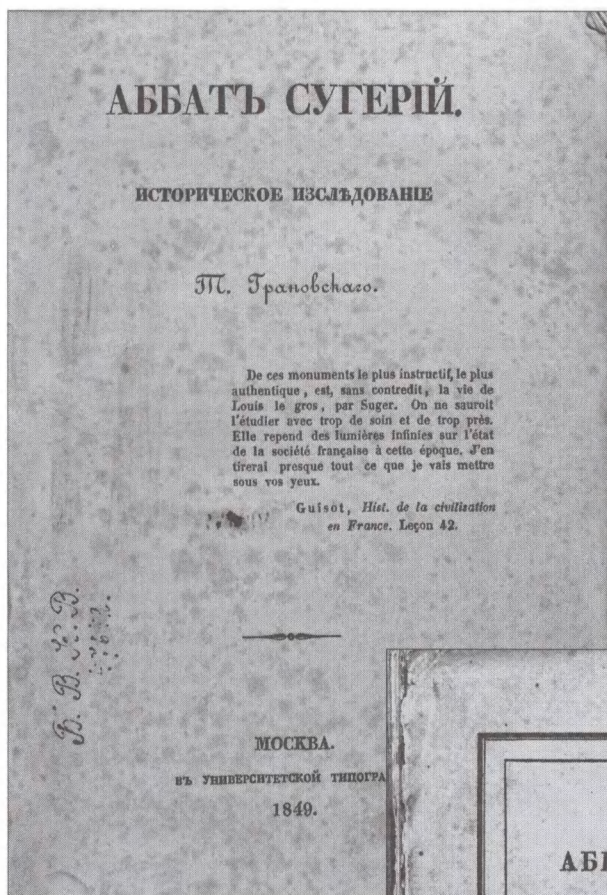 АББАТЪ СУГЕРІЙ.
ИСТОРИЧЕСКОЕ ИЗСЛѢДОВАНІЕ
Т. Грановскаго.
De ces monuments le plus instructif, le plus
authentique, est, sans contredit, la vie de
Louis le gros, par Suger. On ne sauroit
l'étudier avec trop de soin et de trop près.
Elle repend des lumières infinies sur l'état
de la société française à cette époque. J'en
tirerai presque tout ce que je vais mettre
sous vos yeux.
Guisot, Hist. de la civilisation
en France. Leçon 42.
МОСКВА.
ВЪ УНИВЕРСИТЕТСКОЙ ТИПОГРА
1849.
АБ